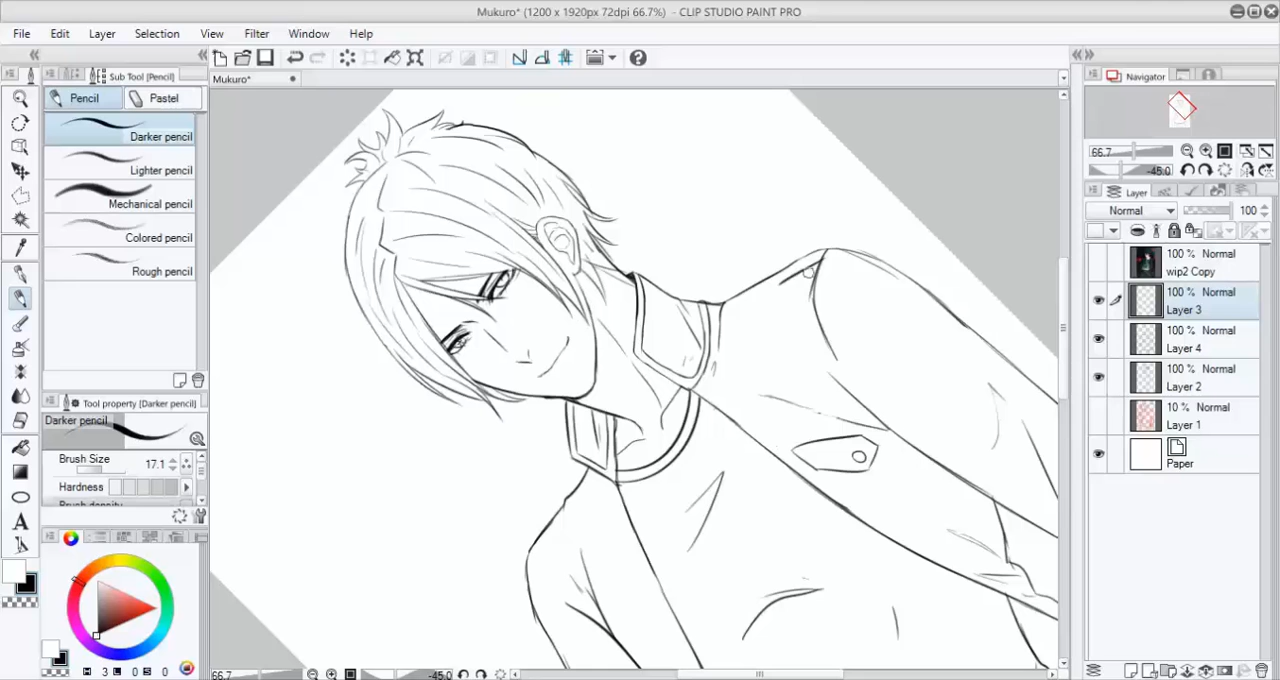 Mukuro* (1200 x 1920px 72dpi 66.7%) - CLIP STUDIO PAINT PRO
File Edit Layer Selection View Filter Window Help
Sub Tool [Pencil]
Mukuro*
Navigator
Pencil Pastel
Darker pencil
Lighter pencil
Mechanical pencil
Colored pencil
Rough pencil
66.7
-45.0
Layer
Normal 100
100 % Normal
wip2 Copy
100 % Normal
Layer 3
100 % Normal
Layer 4
100 % Normal
Layer 2
10 % Normal
Layer 1
Paper
Tool property [Darker pencil]
Darker pencil
Brush Size 17.1
Hardness
Brush density
A
H 3 L 0 S 0
66.7 -45.0